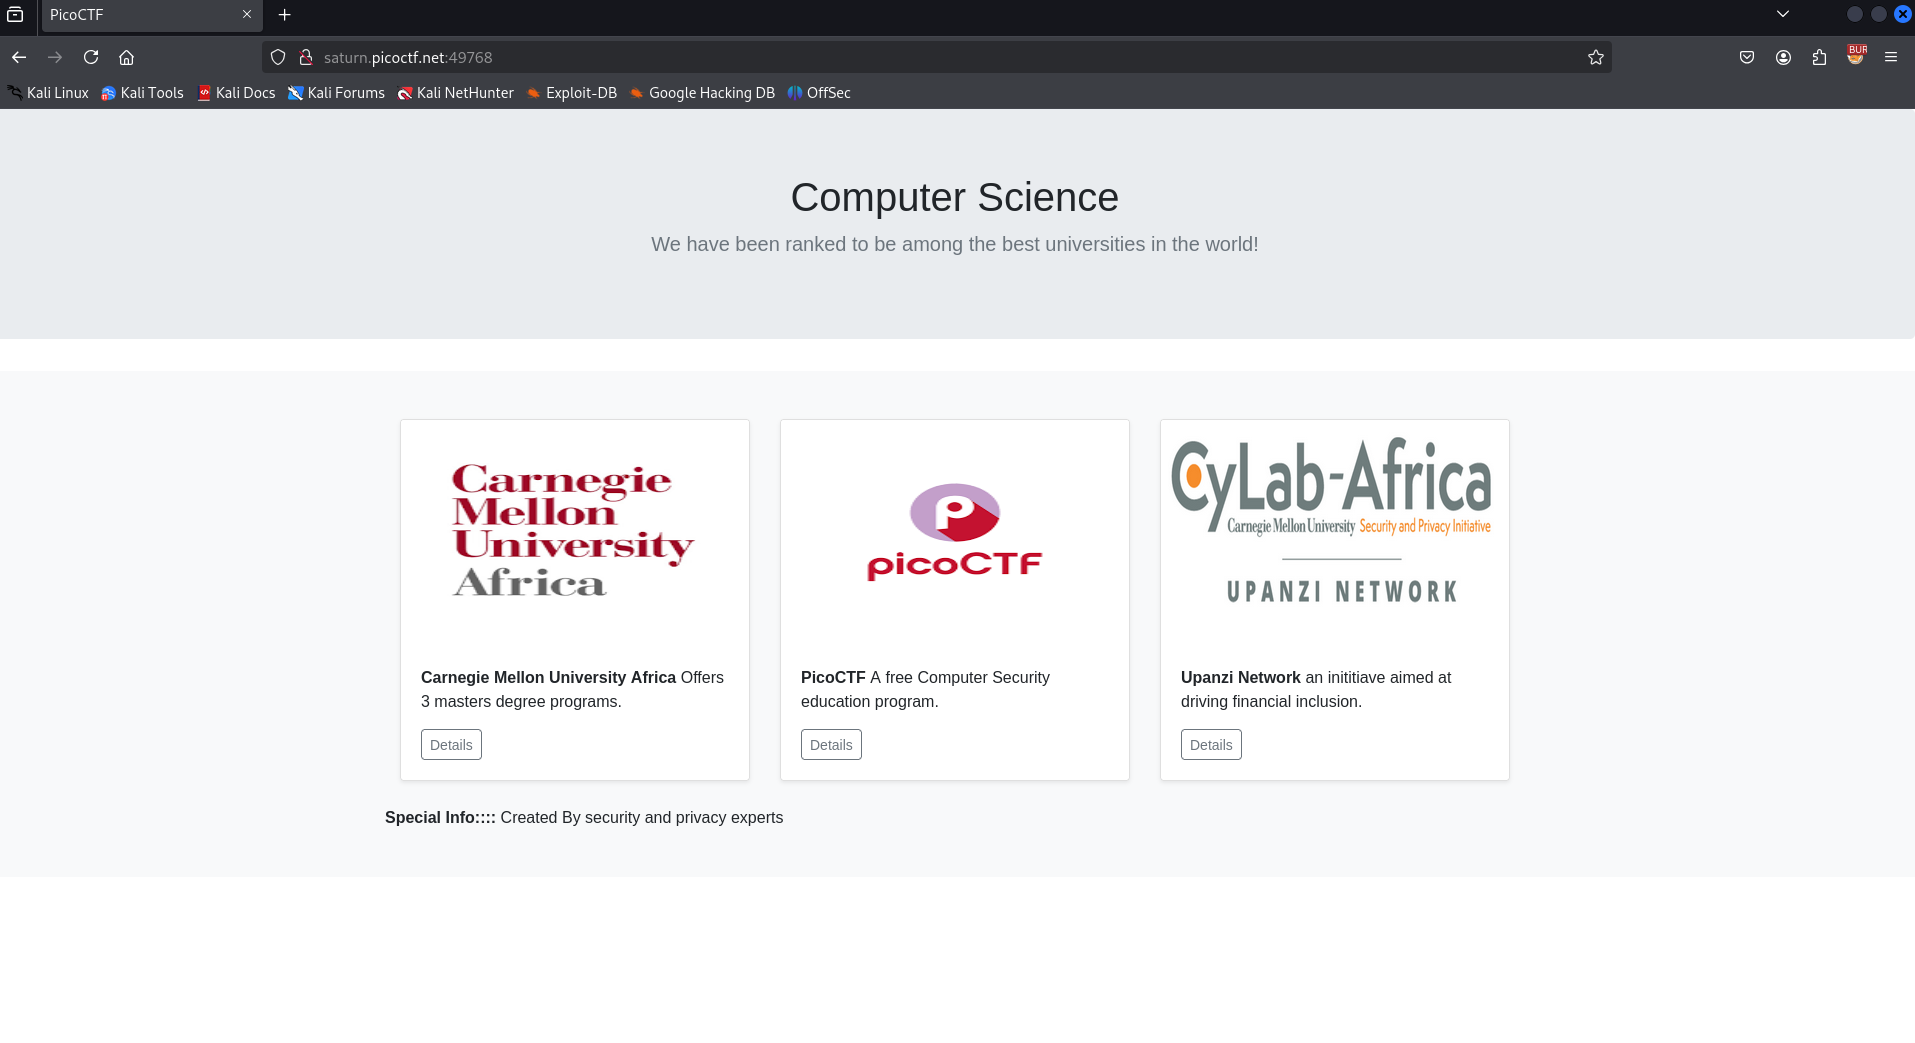 PicoCTF
saturn.picoctf.net:49768
BUR
Kali Linux Kali Tools Kali Docs Kali Forums Kali NetHunter Exploit-DB Google Hacking DB OffSec
Computer Science
We have been ranked to be among the best universities in the world!
Carnegie
Mellon
University
Africa
Carnegie Mellon University Africa Offers
3 masters degree programs.
Details
P
picoCTF
PicoCTF A free Computer Security
education program.
Details
CyLab-Africa
Carnegie Mellon University Security and Privacy Initiative
UPANZI NETWORK
Upanzi Network an inititiave aimed at
driving financial inclusion.
Details
Special Info:::: Created By security and privacy experts